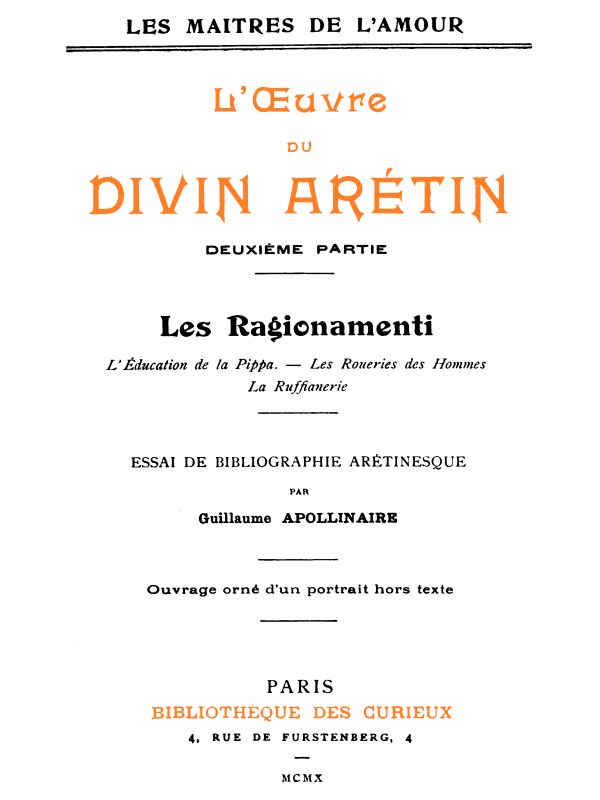 LES MAITRES DE L'AMOUR
L'Œuvre
DU
DIVIN ARÉTIN
DEUXIÈME PARTIE
Les Ragionamenti
L'Éducation de la Pippa. — Les Roueries des Hommes
La Ruffianerie
ESSAI DE BIBLIOGRAPHIE ARÉTINESQUE
PAR
Guillaume APOLLINAIRE
Ouvrage orné d'un portrait hors texte
PARIS
BIBLIOTHÈQUE DES CURIEUX
4, RUE DE FURSTENBERG, 4
MCMX